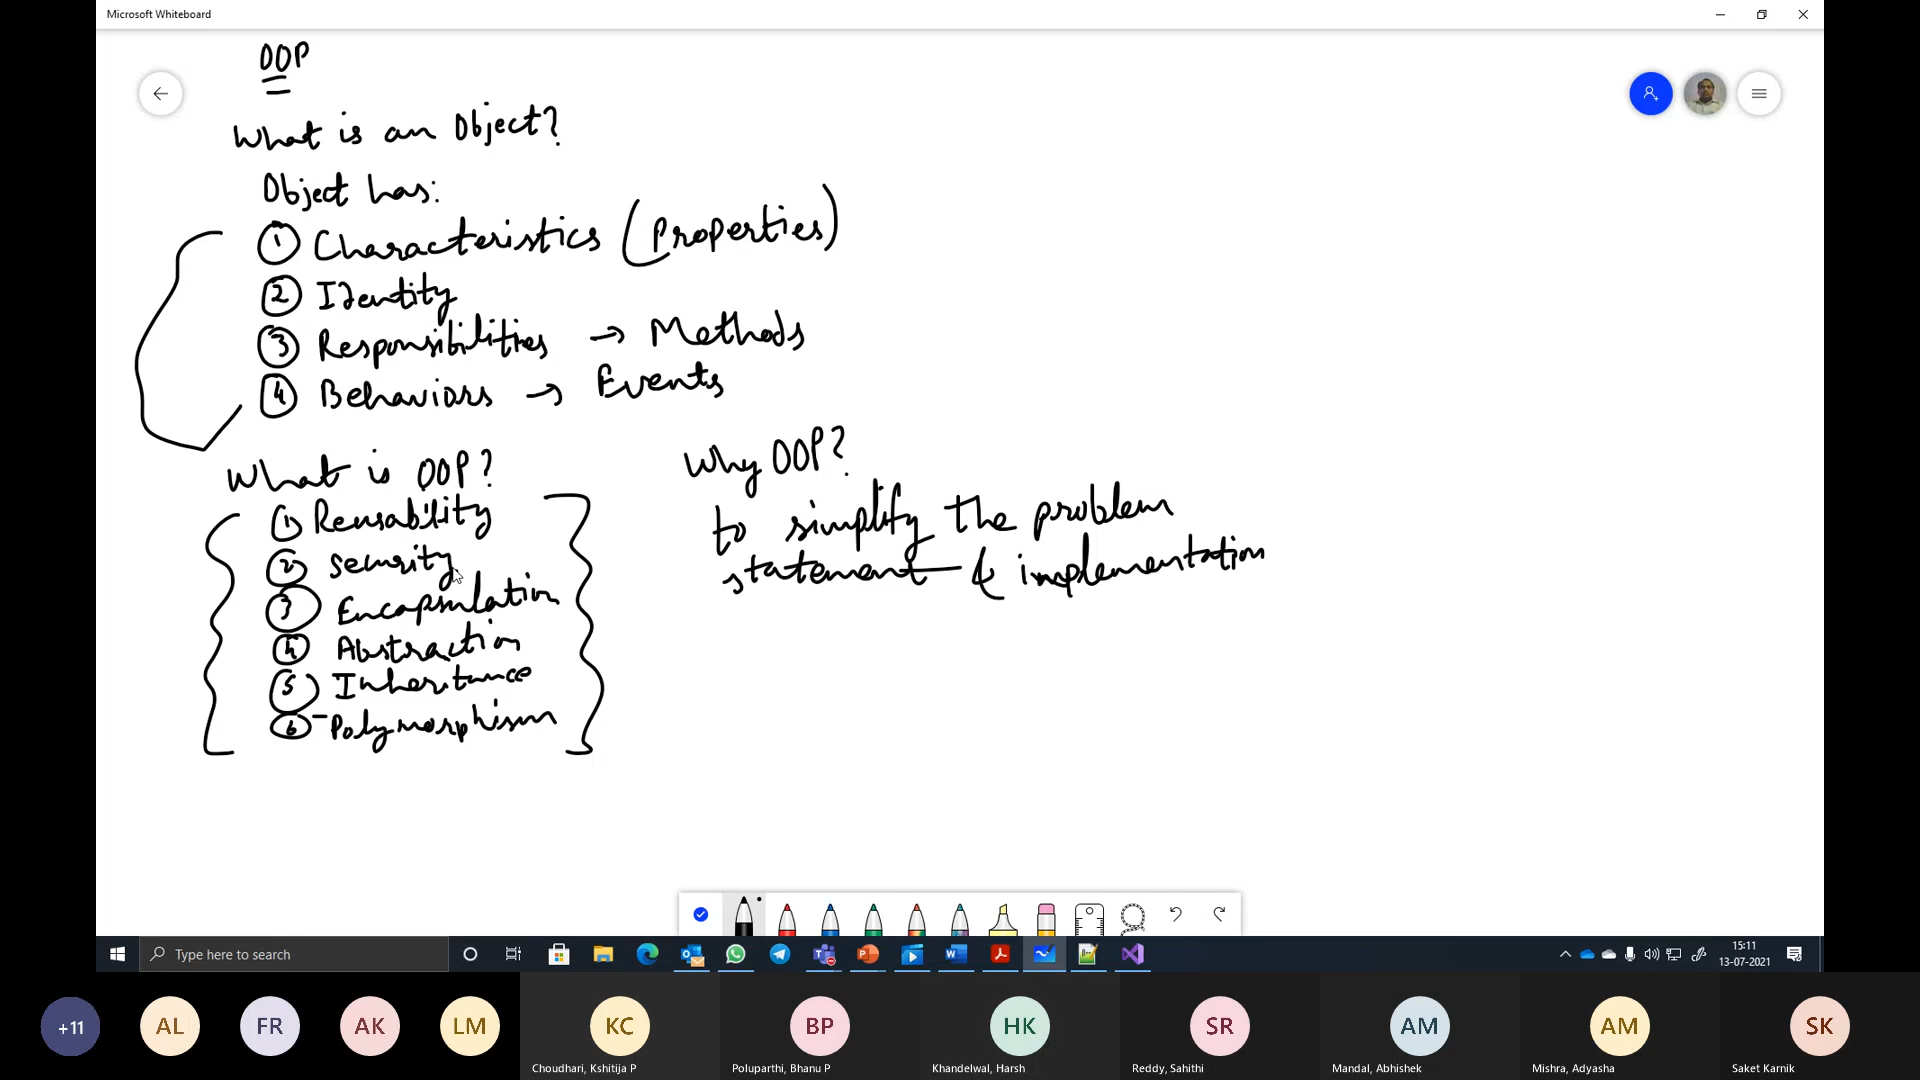 Microsoft Whiteboard
OOP
What is an Object?
Object has:
① Characteristics (Properties)
② Identity
③ Responsibilities → Methods
④ Behaviors → Events
What is OOP?
① Reusability
② Security
③ Encapsulation
④ Abstraction
⑤ Inheritance
⑥ Polymorphism
Why OOP?
to simplify the problem
statement & implementation
Type here to search
15:11
13-07-2021
+11
AL
FR
AK
LM
KC
BP
HK
SR
AM
AM
SK
Choudhari, Kshitija P
Poluparthi, Bhanu P
Khandelwal, Harsh
Reddy, Sahithi
Mandal, Abhishek
Mishra, Adyasha
Saket Karnik